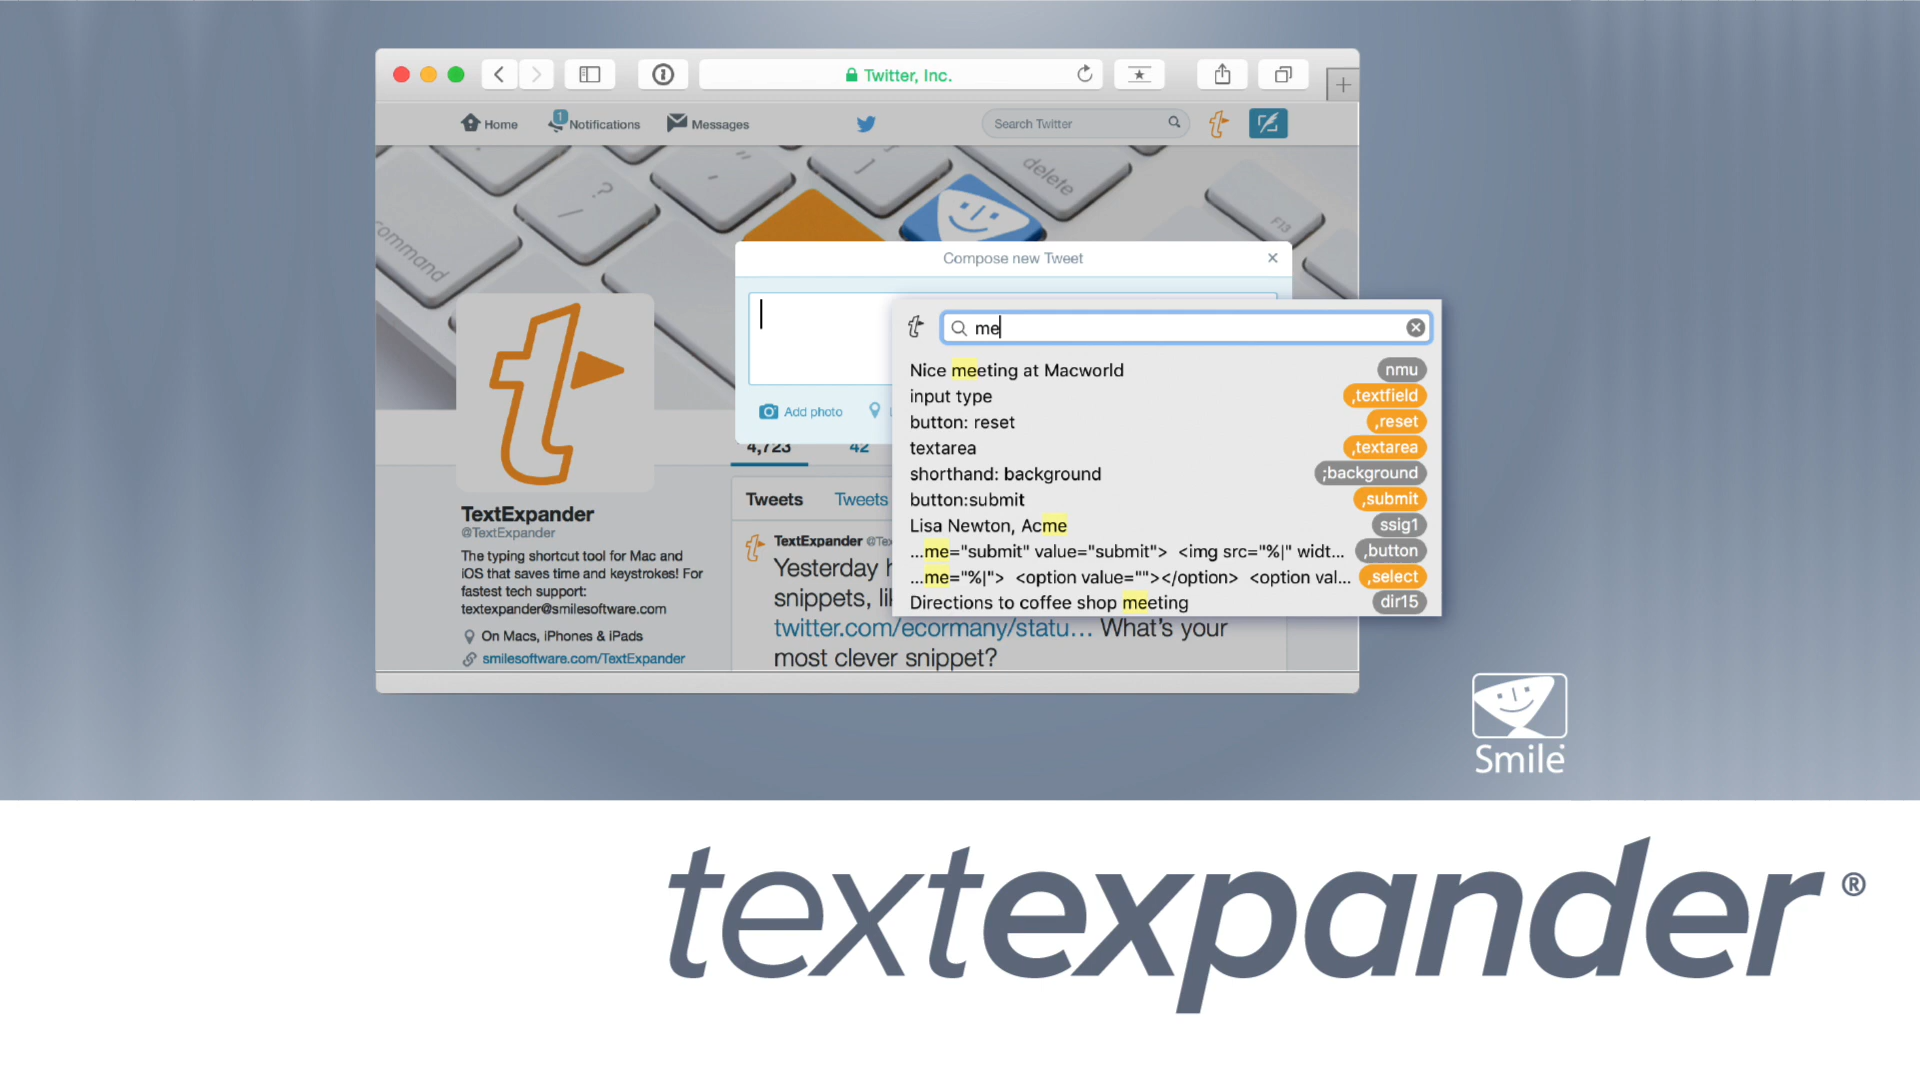 Twitter, Inc.
Home
1
Notifications
Messages
Search Twitter
command
?
/
"
'
]
delete
F13
Compose new Tweet
Add photo
me
Nice meeting at Macworld nmu
input type ,textfield
button: reset ,reset
textarea ,textarea
shorthand: background ;background
button:submit ,submit
Lisa Newton, Acme ssig1
...me="submit" value="submit"> <img src="%|" widt... ,button
...me="%|"> <option value=""></option> <option val... ,select
Directions to coffee shop meeting dir15
4,723 42
Tweets Tweets
TextExpander
@TextExpander
The typing shortcut tool for Mac and
iOS that saves time and keystrokes! For
fastest tech support:
textexpander@smilesoftware.com
On Macs, iPhones & iPads
smilesoftware.com/TextExpander
TextExpander
Yesterday
snippets,
twitter.com/ecormany/statu... What's your
most clever snippet?
Smile
textexpander®